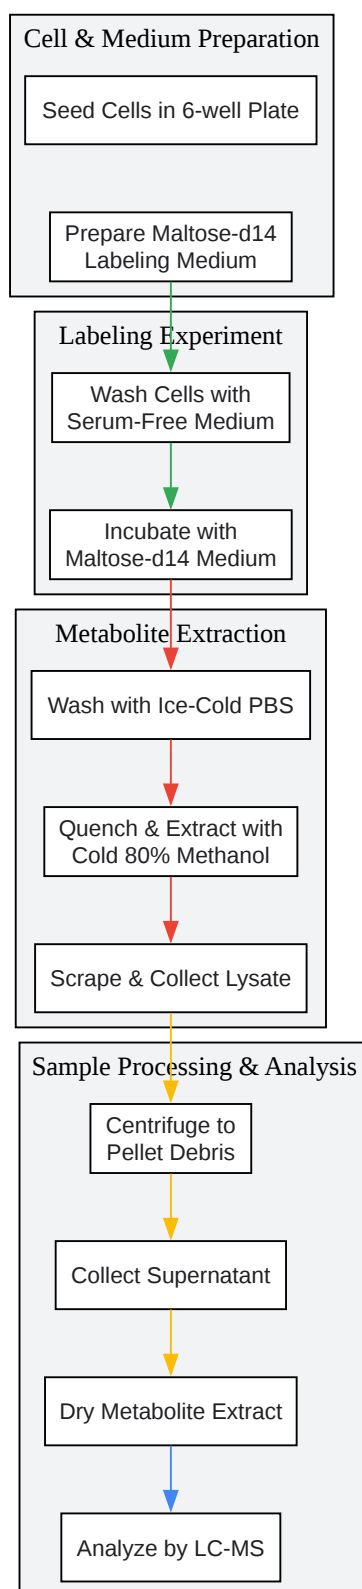 Cell & Medium Preparation
Seed Cells in 6-well Plate
Prepare Maltose-d14
Labeling Medium
Labeling Experiment
Wash Cells with
Serum-Free Medium
Incubate with
Maltose-d14 Medium
Metabolite Extraction
Wash with Ice-Cold PBS
Quench & Extract with
Cold 80% Methanol
Scrape & Collect Lysate
Sample Processing & Analysis
Centrifuge to
Pellet Debris
Collect Supernatant
Dry Metabolite Extract
Analyze by LC-MS